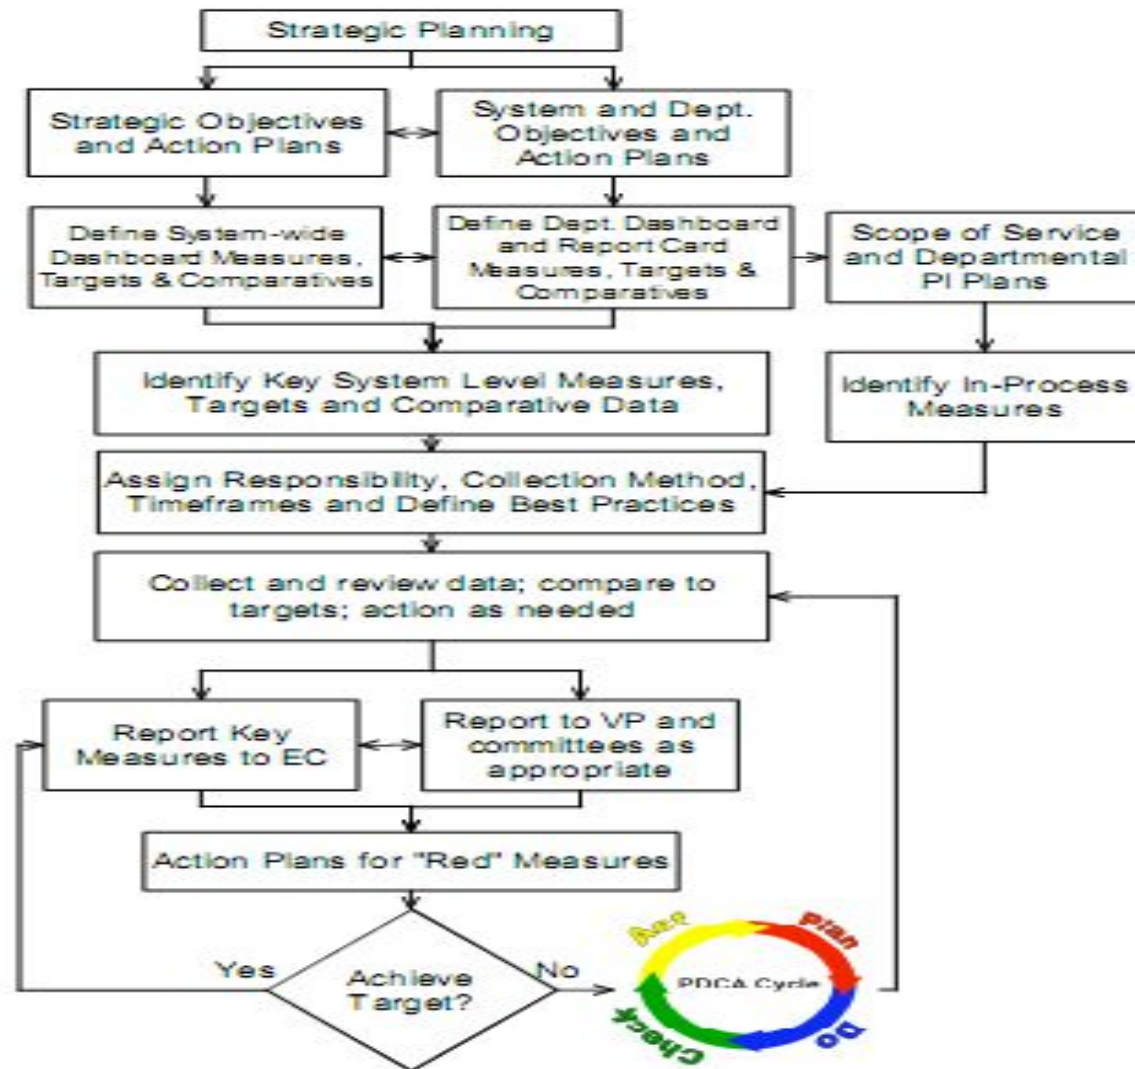 Strategic Planning
Strategic Objectives
and Action Plans
System and Dept.
Objectives and
Action Plans
Define System-wide
Dashboard Measures,
Targets & Comparatives
Define Dept. Dashboard
and Report Card
Measures, Targets &
Comparatives
Scope of Service
and Departmental
PI Plans
Identify Key System Level Measures,
Targets and Comparative Data
Identify In-Process
Measures
Assign Responsibility, Collection Method,
Timeframes and Define Best Practices
Collect and review data; compare to
targets; action as needed
Report Key
Measures to EC
Report to VP and
committees as
appropriate
Action Plans for "Red" Measures
Achieve
Target?
Yes
No
Act
Plan
PDCA Cycle
Check
Do